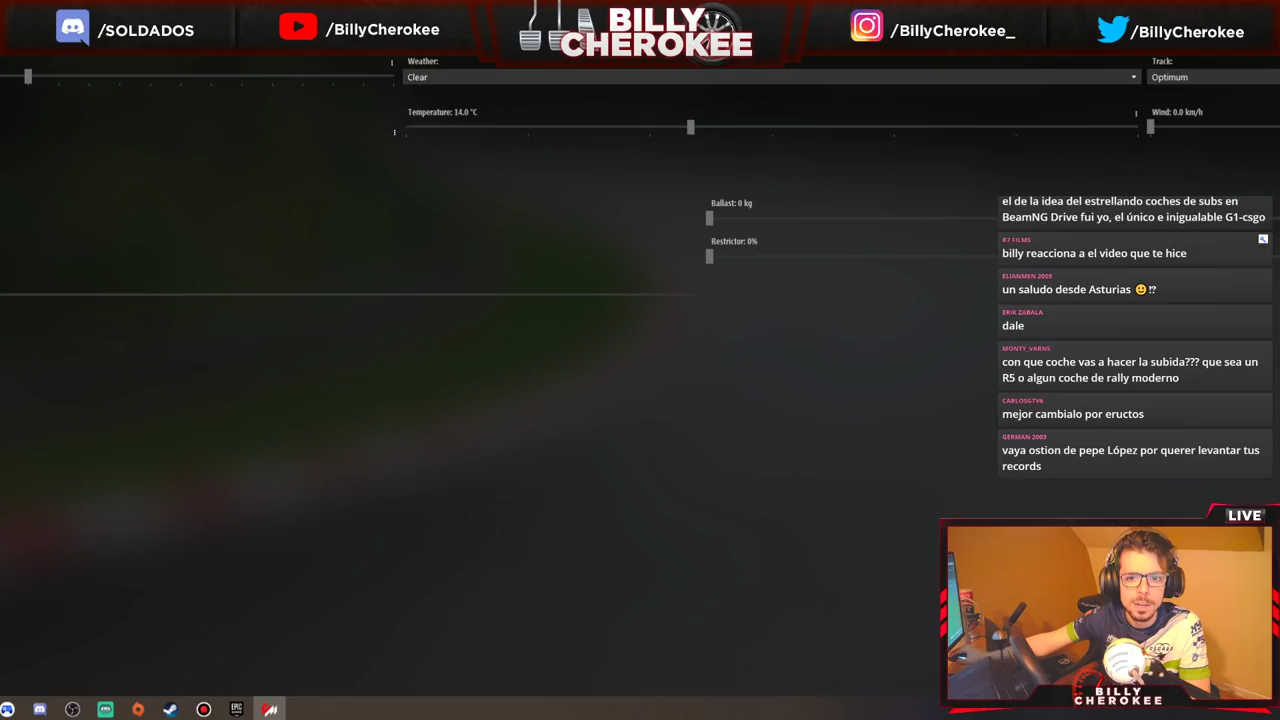 /SOLDADOS
/BillyCherokee
BILLY
CHEROKEE
/BillyCherokee_
/BillyCherokee
Weather:
Clear
Track:
Optimum
Temperature: 14.0 °C
Wind: 0.0 km/h
Ballast: 0 kg
Restrictor: 0%
el de la idea del estrellando coches de subs en
BeamNG Drive fui yo, el único e inigualable G1-csgo
R7 FILMS
billy reacciona a el video que te hice
ELIANMEN 2005
un saludo desde Asturias 😃⁉
ERIK ZABALA
dale
MONTY_VARNS
con que coche vas a hacer la subida??? que sea un
R5 o algun coche de rally moderno
CARLOSGTV6
mejor cambialo por eructos
GERMAN 2003
vaya ostion de pepe López por querer levantar tus
records
LIVE
BILLY
CHEROKEE
EPIC